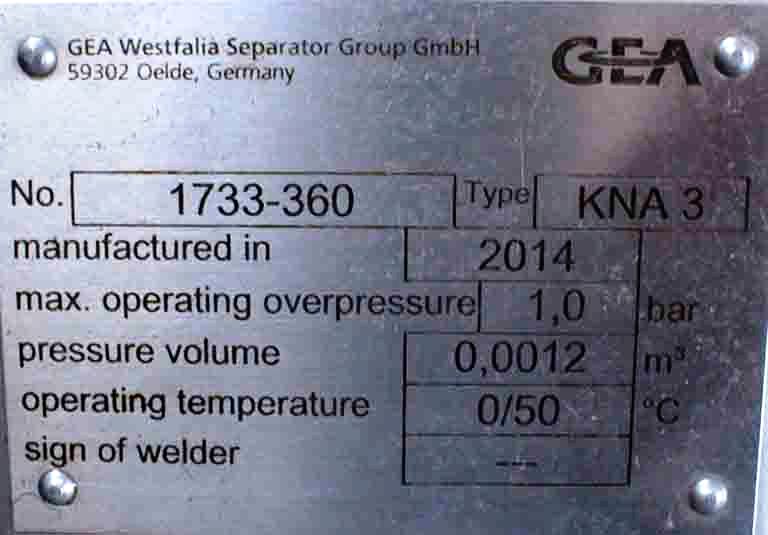 GEA Westfalia Separator Group GmbH
59302 Oelde, Germany
GEA
No. 1733-360 Type KNA 3
manufactured in 2014
max. operating overpressure 1,0 bar
pressure volume 0,0012 m³
operating temperature 0/50 °C
sign of welder ---